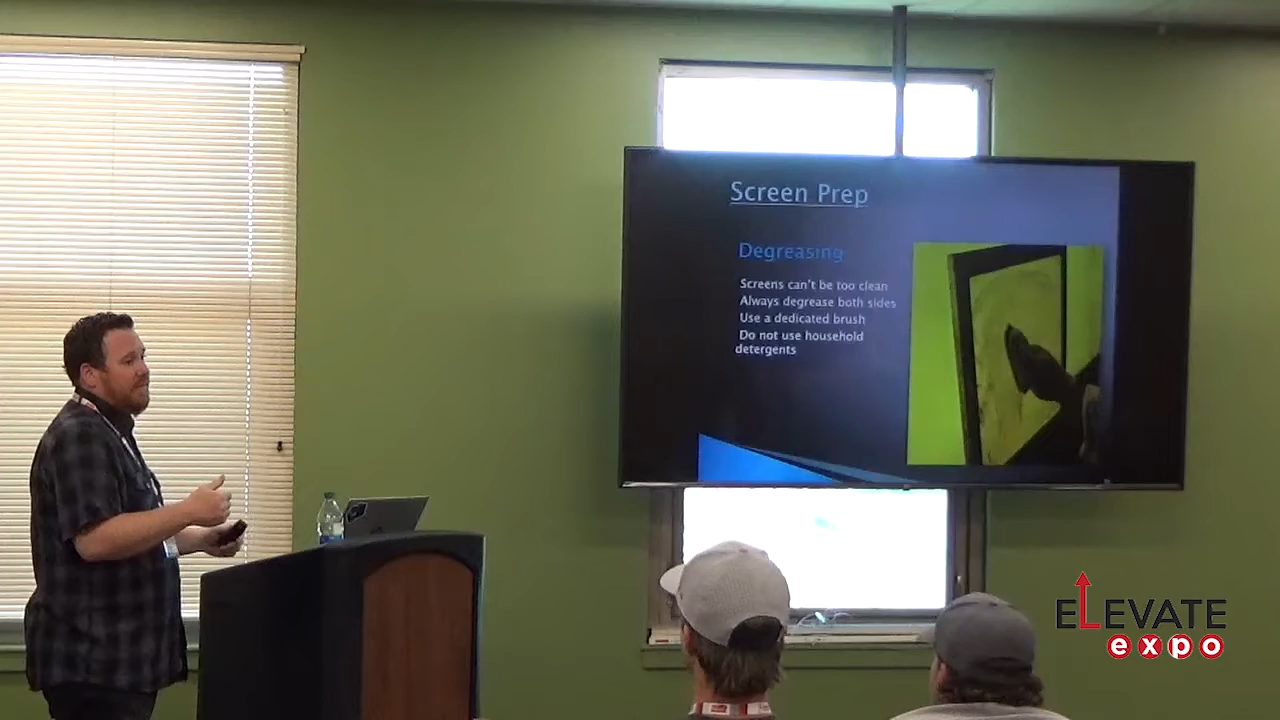 Screen Prep
Degreasing
Screens can't be too clean
Always degrease both sides
Use a dedicated brush
Do not use household
detergents
ELEVATE
expo